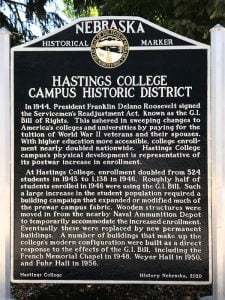 NEBRASKA
HISTORICAL MARKER
HASTINGS COLLEGE
CAMPUS HISTORIC DISTRICT
In 1944, President Franklin Delano Roosevelt signed
the Servicemen's Readjustment Act, known as the G.I.
Bill of Rights. This ushered in sweeping changes to
America's colleges and universities by paying for the
tuition of World War II veterans and their spouses.
With higher education more accessible, college enroll-
ment nearly doubled nationwide. Hastings College
campus's physical development is representative of
its postwar increase in enrollment.
At Hastings College, enrollment doubled from 524
students in 1943 to 1,138 in 1946. Roughly half of
students enrolled in 1946 were using the G.I. Bill. Such
a large increase in the student population required a
building campaign that expanded or modified much of
the prewar campus fabric. Wooden structures were
moved in from the nearby Naval Ammunition Depot
to temporarily accommodate the increased enrollment.
Eventually these were replaced by new permanent
buildings. A number of buildings that make up the
college's modern configuration were built as a direct
response to the effects of the G.I. Bill, including the
French Memorial Chapel in 1948, Weyer Hall in 1950,
and Fuhr Hall in 1956.
Hastings College
History Nebraska, 2020